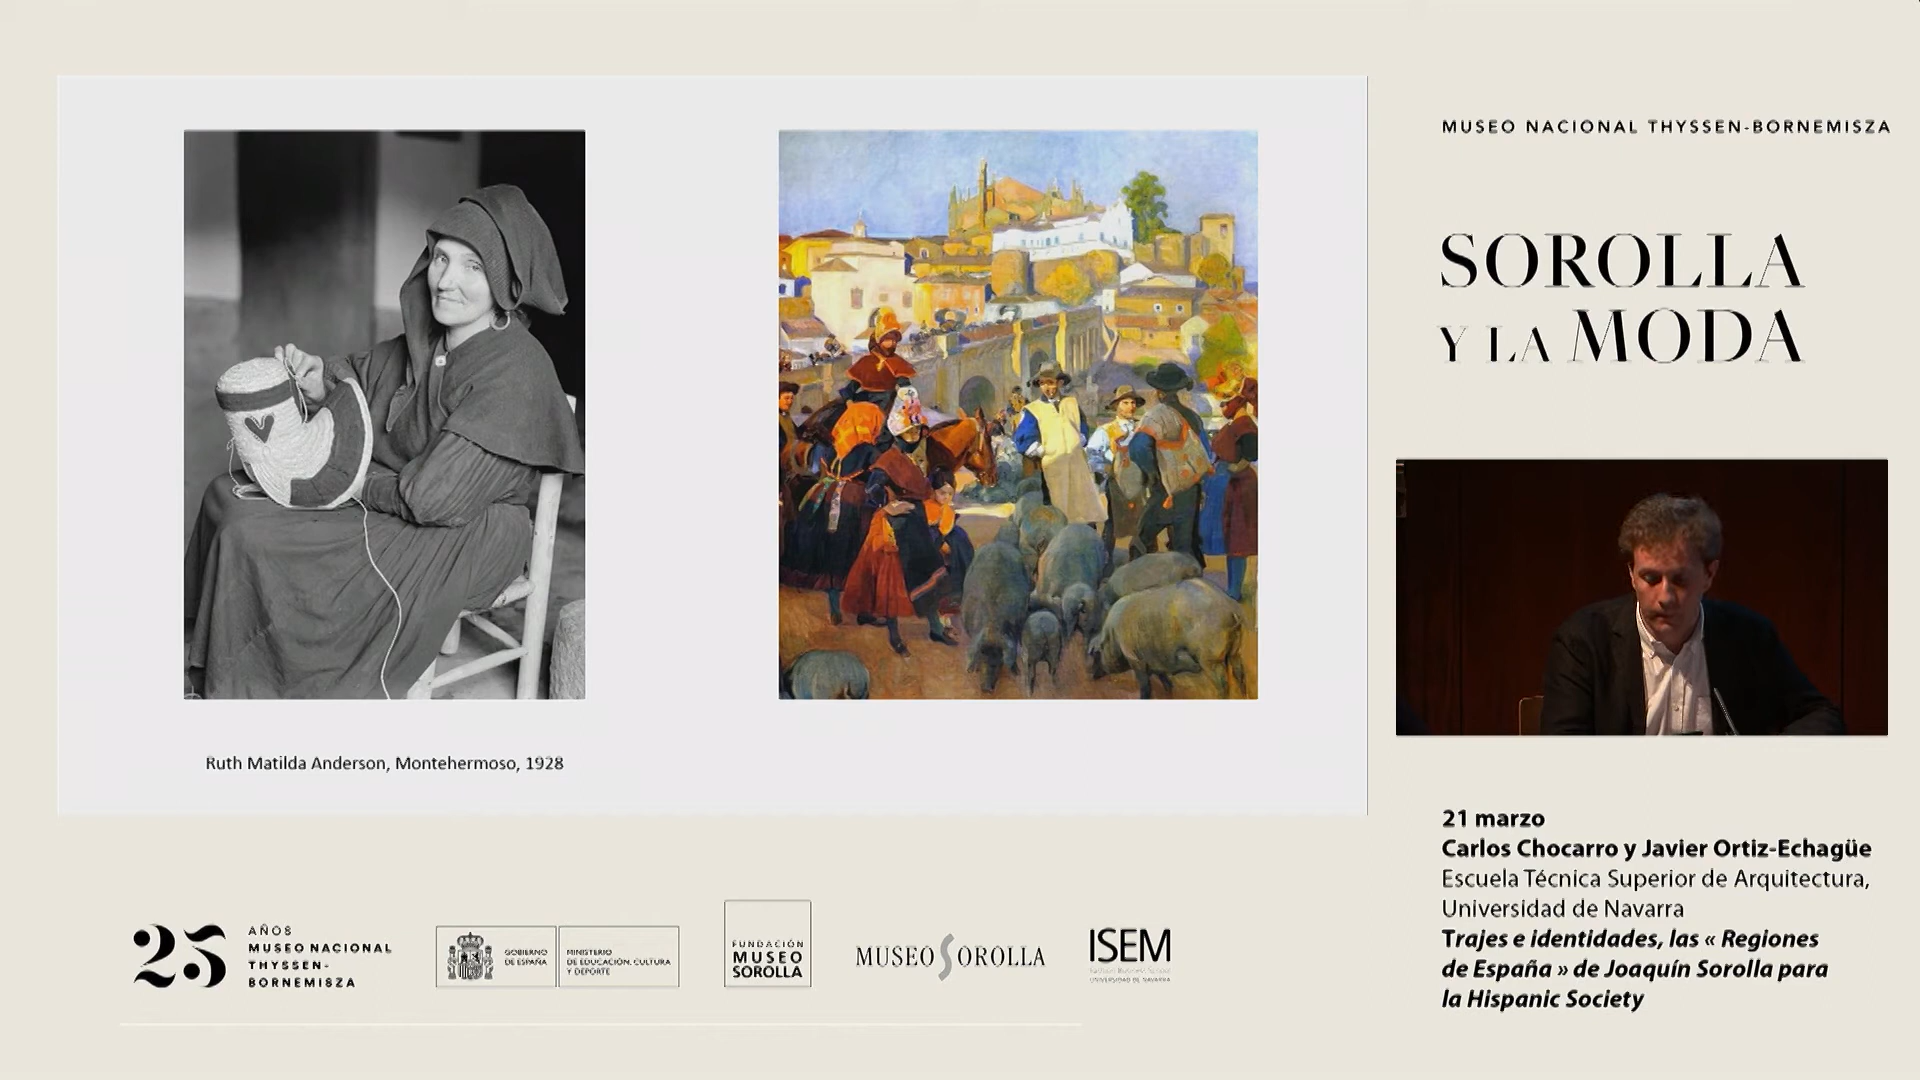 MUSEO NACIONAL THYSSEN-BORNEMISZA
SOROLLA
Y LA MODA
Ruth Matilda Anderson, Montehermoso, 1928
21 marzo
Carlos Chocarro y Javier Ortiz-Echagüe
Escuela Técnica Superior de Arquitectura,
Universidad de Navarra
Trajes e identidades, las « Regiones
de España » de Joaquín Sorolla para
la Hispanic Society
25 AÑOS
MUSEO NACIONAL
THYSSEN-
BORNEMISZA
GOBIERNO
DE ESPAÑA
MINISTERIO
DE EDUCACIÓN, CULTURA
Y DEPORTE
FUNDACIÓN
MUSEO
SOROLLA
MUSEO SOROLLA
ISEM
UNIVERSIDAD DE NAVARRA